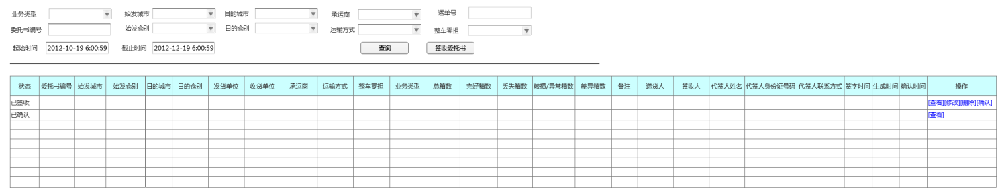 业务类型 始发城市 目的城市 承运商 运单号
委托书编号 始发仓别 目的仓别 运输方式 整车零担
起始时间 2012-10-19 6:00:59 截止时间 2012-12-19 6:00:59 查询 签收委托书
状态 委托书编号 始发城市 始发仓别 目的城市 目的仓别 发货单位 收货单位 承运商 运输方式 整车零担 业务类型 总箱数 完好箱数 丢失箱数 破损/异常箱数 差异箱数 备注 送货人 签收人 代签人姓名 代签人身份证号码 代签人联系方式 签字时间 生成时间 确认时间 操作
已签收 [查看][修改][删除][确认]
已确认 [查看]